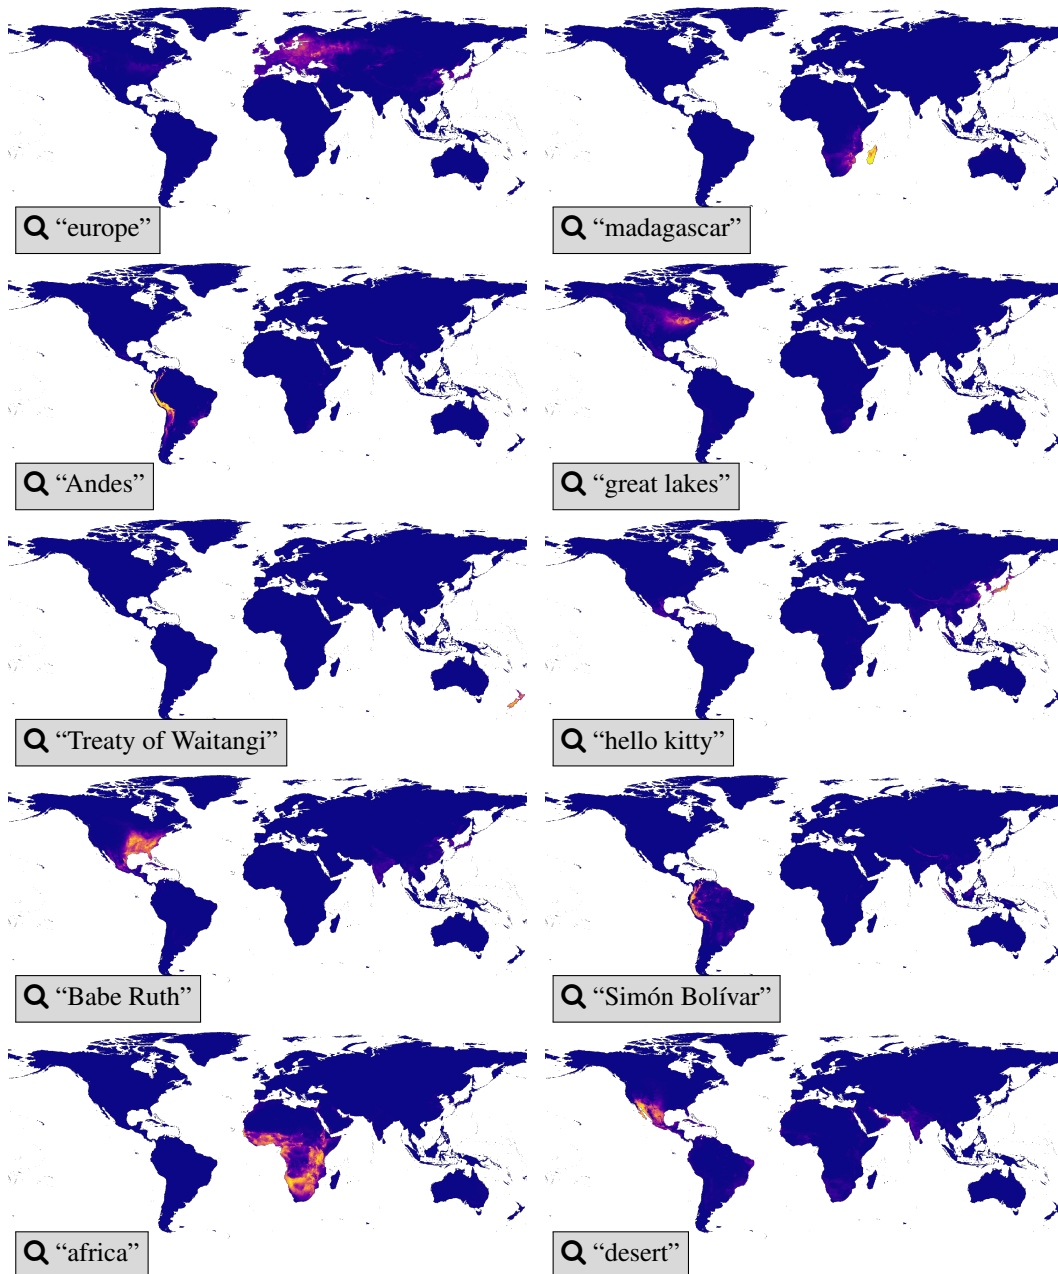 “europe”
“madagascar”
“Andes”
“great lakes”
“Treaty of Waitangi”
“hello kitty”
“Babe Ruth”
“Simón Bolívar”
“africa”
“desert”